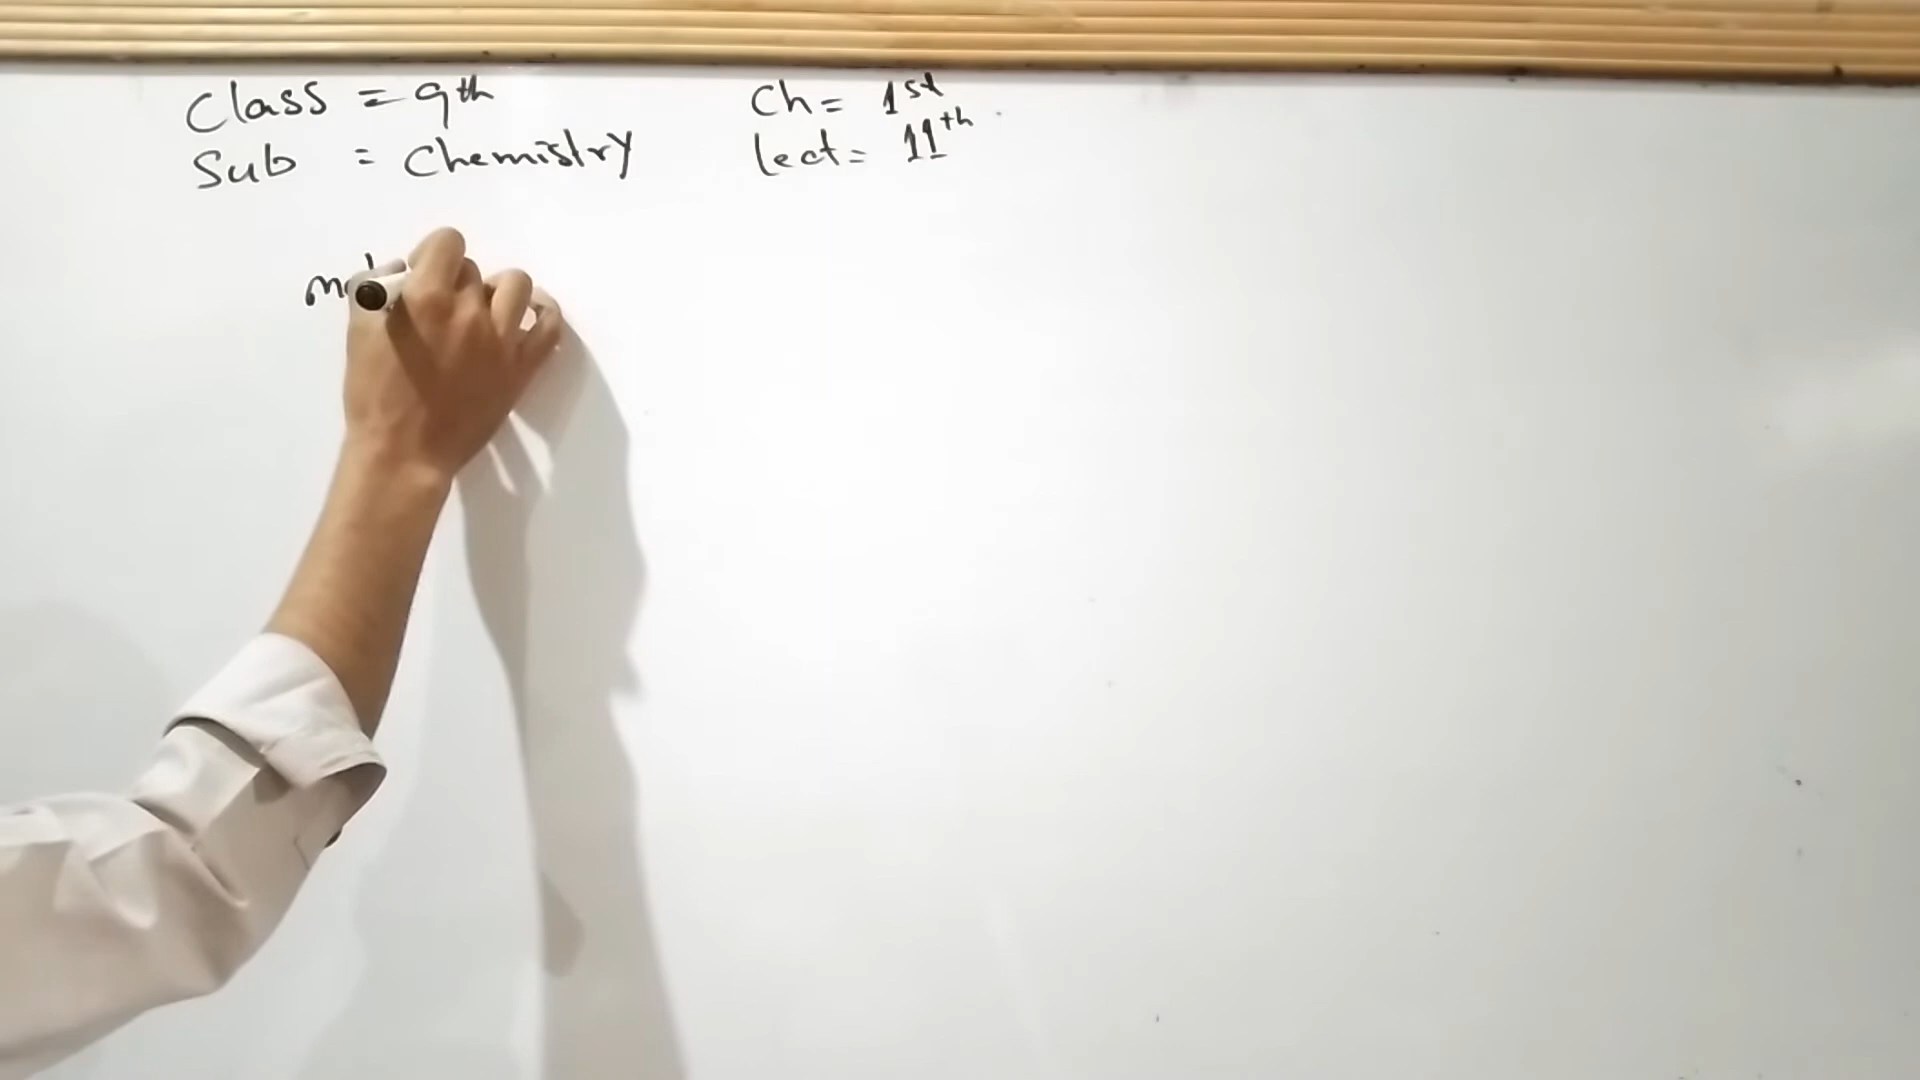 Class = 9th
Sub = Chemistry
Ch = 1st
lect = 11th